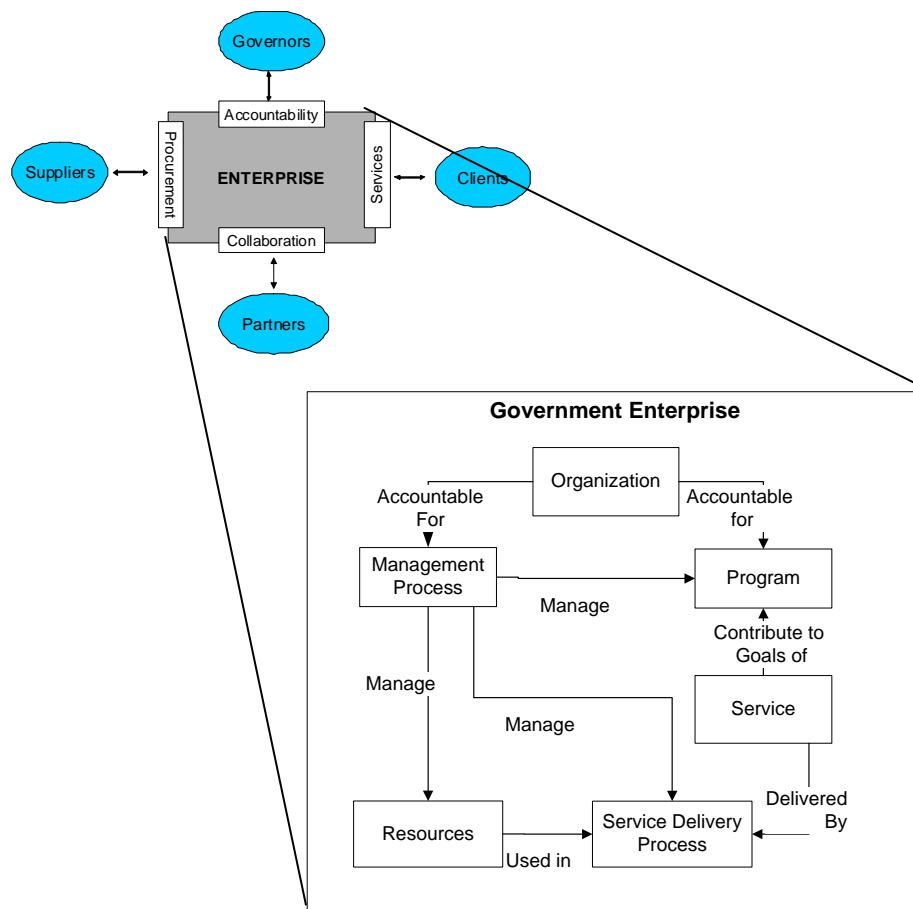 Governors
Accountability
Procurement
Suppliers
ENTERPRISE
Services
Clients
Collaboration
Partners
Government Enterprise
Organization
Accountable
For
Accountable
for
Management
Process
Program
Manage
Contribute to
Goals of
Manage
Service
Manage
Delivered
By
Resources
Service Delivery
Process
Used in